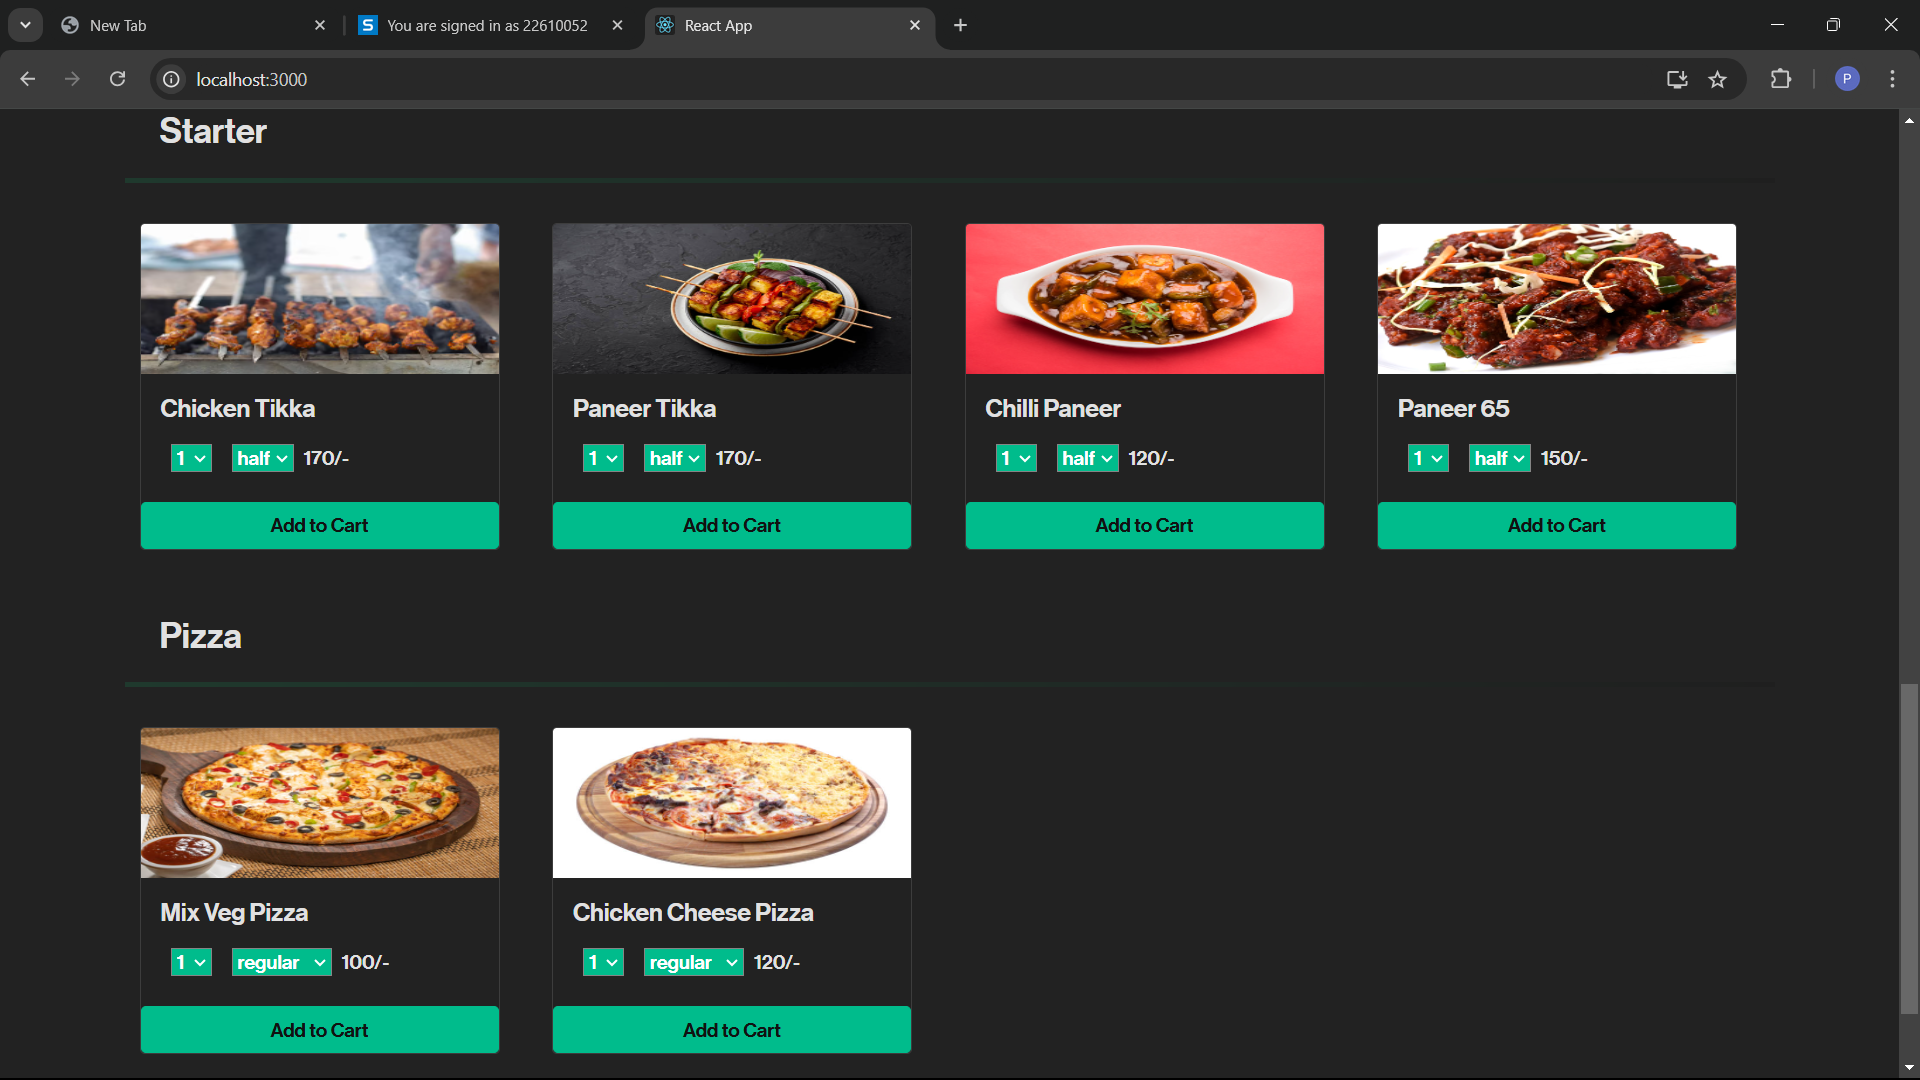 New Tab
You are signed in as 22610052
React App
localhost:3000
P
Starter
Chicken Tikka
1 half 170/-
Add to Cart
Paneer Tikka
1 half 170/-
Add to Cart
Chilli Paneer
1 half 120/-
Add to Cart
Paneer 65
1 half 150/-
Add to Cart
Pizza
Mix Veg Pizza
1 regular 100/-
Add to Cart
Chicken Cheese Pizza
1 regular 120/-
Add to Cart